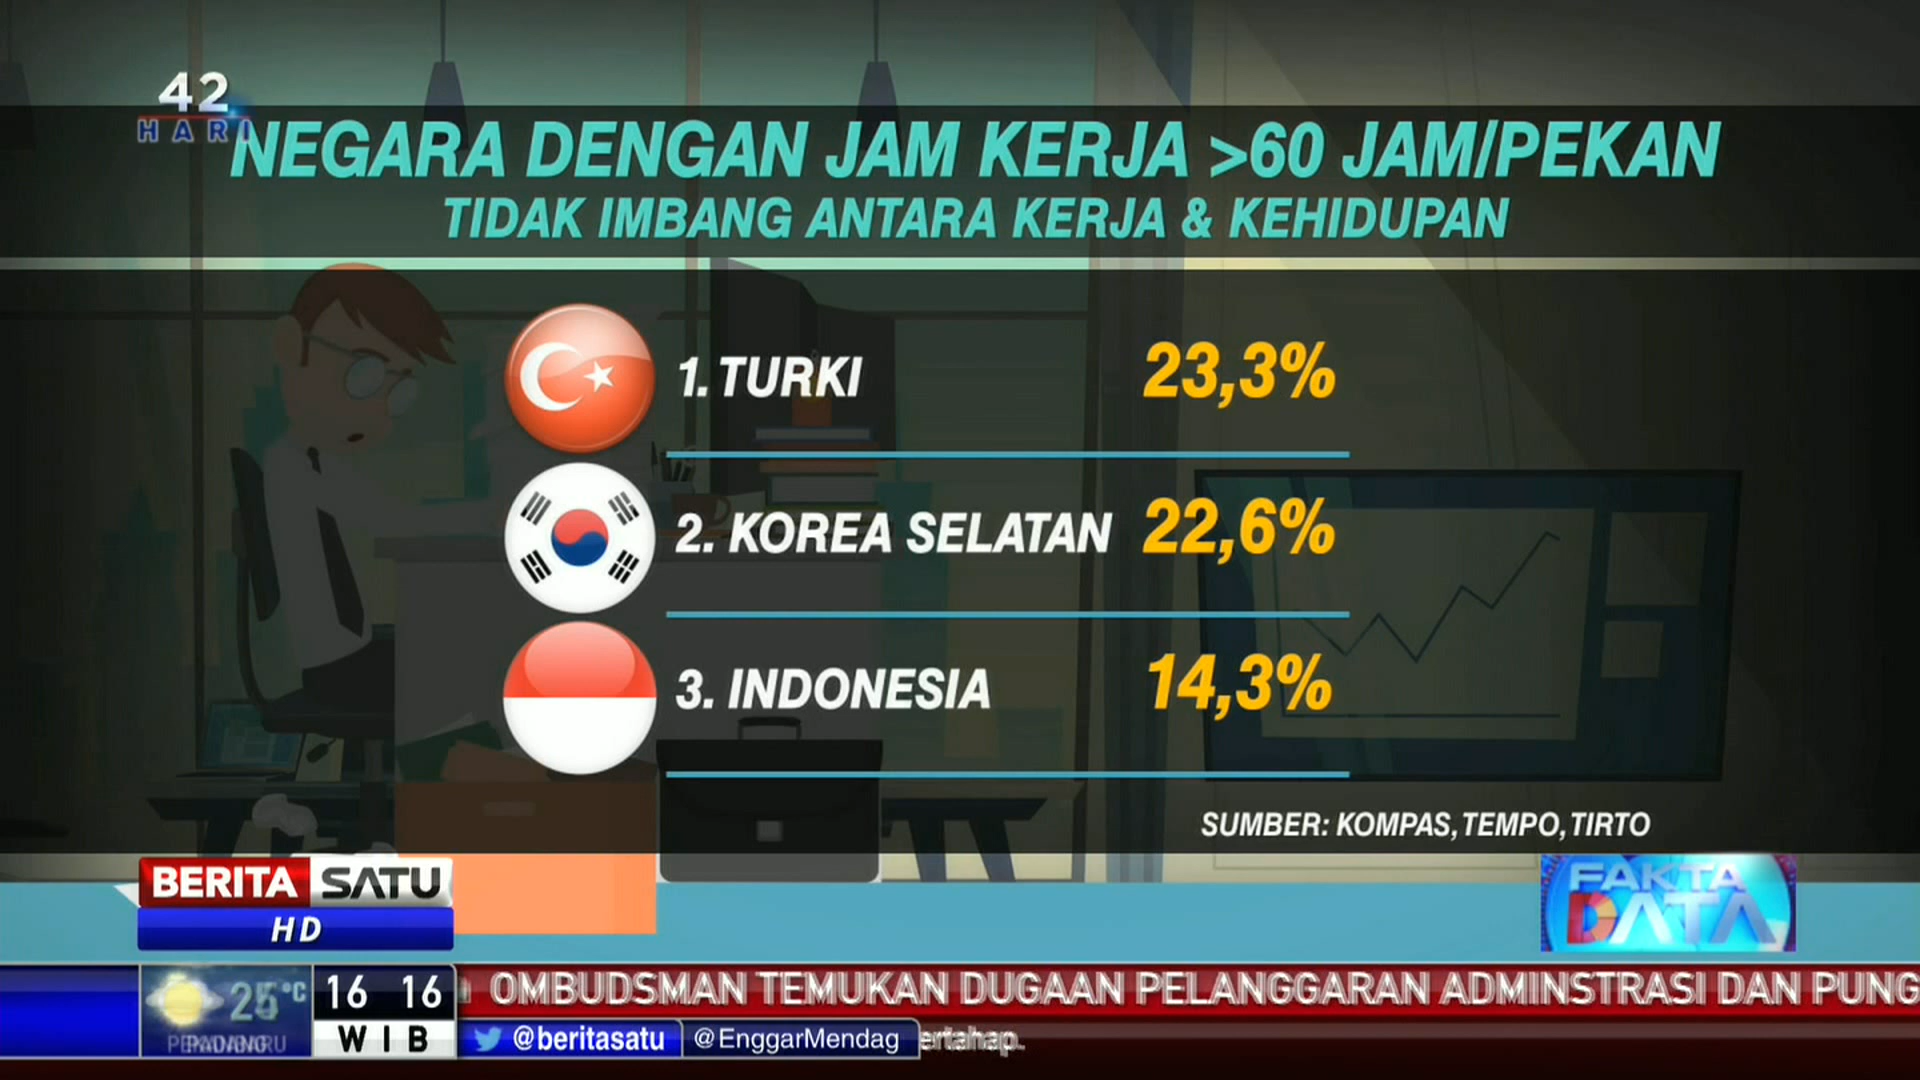 42
HARI
NEGARA DENGAN JAM KERJA >60 JAM/PEKAN
TIDAK IMBANG ANTARA KERJA & KEHIDUPAN
1. TURKI 23,3%
2. KOREA SELATAN 22,6%
3. INDONESIA 14,3%
SUMBER: KOMPAS, TEMPO, TIRTO
BERITA SATU
HD
FAKTA
DATA
25°C
16 16
WIB
OMBUDSMAN TEMUKAN DUGAAN PELANGGARAN ADMINSTRASI DAN PUNG
@beritasatu @EnggarMendag